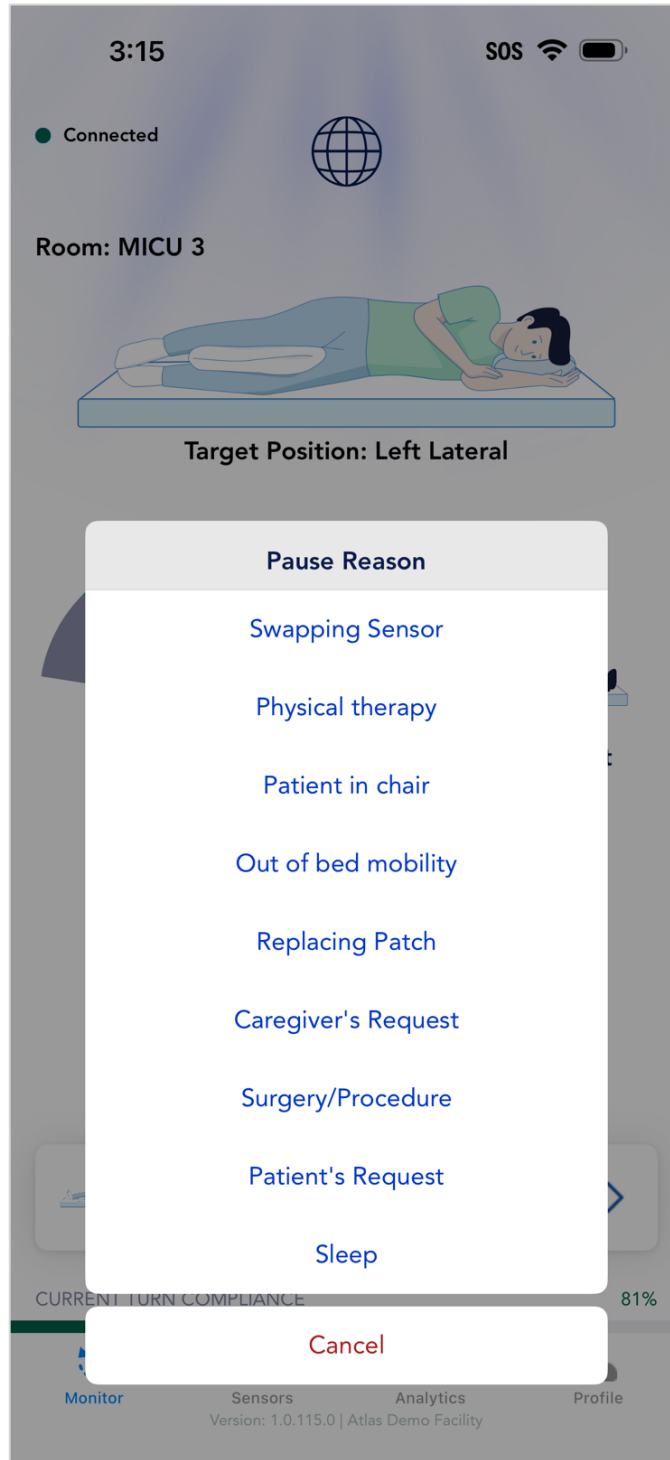 3:15
SOS
Connected
Room: MICU 3
Target Position: Left Lateral
Pause Reason
Swapping Sensor
Physical therapy
Patient in chair
Out of bed mobility
Replacing Patch
Caregiver's Request
Surgery/Procedure
Patient's Request
Sleep
CURRENT TURN COMPLIANCE 81%
Cancel
Monitor Sensors Analytics Profile
Version: 1.0.115.0 | Atlas Demo Facility